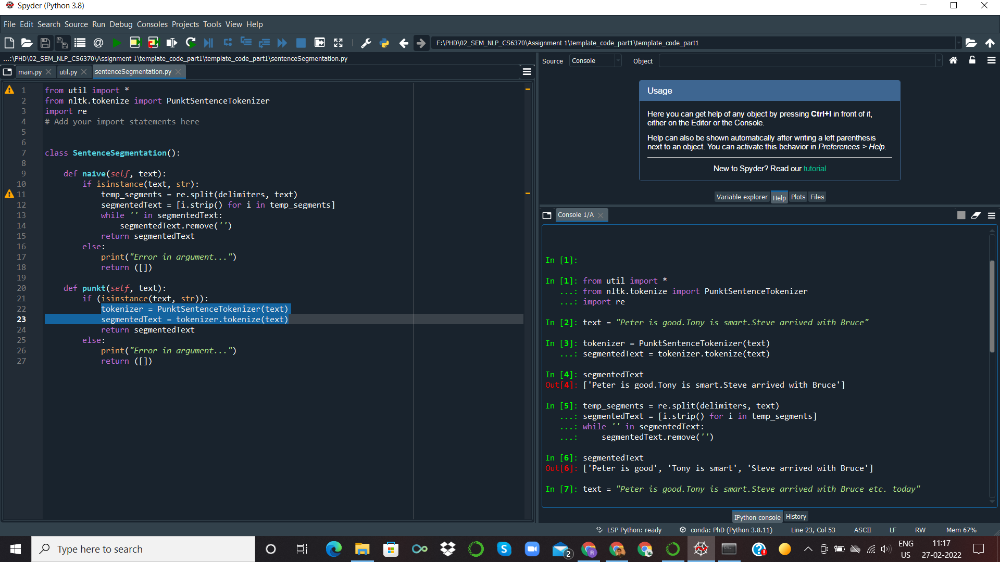 Spyder (Python 3.8)
File Edit Search Source Run Debug Consoles Projects Tools View Help
F:\PHD\02_SEM_NLP_CS6370\Assignment 1\template_code_part1\template_code_part1
...:\PHD\02_SEM_NLP_CS6370\Assignment 1\template_code_part1\template_code_part1\sentenceSegmentation.py
main.py util.py sentenceSegmentation.py
1 from util import *
2 from nltk.tokenize import PunktSentenceTokenizer
3 import re
4 # Add your import statements here
5
6
7 class SentenceSegmentation():
8
9     def naive(self, text):
10         if isinstance(text, str):
11             temp_segments = re.split(delimiters, text)
12             segmentedText = [i.strip() for i in temp_segments]
13             while '' in segmentedText:
14                 segmentedText.remove('')
15             return segmentedText
16         else:
17             print("Error in argument...")
18             return ([])
19
20     def punkt(self, text):
21         if (isinstance(text, str)):
22             tokenizer = PunktSentenceTokenizer(text)
23             segmentedText = tokenizer.tokenize(text)
24             return segmentedText
25         else:
26             print("Error in argument...")
27             return ([])
Source Console Object
Usage
Here you can get help of any object by pressing Ctrl+I in front of it,
either on the Editor or the Console.
Help can also be shown automatically after writing a left parenthesis
next to an object. You can activate this behavior in Preferences > Help.
New to Spyder? Read our tutorial
Variable explorer Help Plots Files
Console 1/A
In [1]:
In [1]: from util import *
...: from nltk.tokenize import PunktSentenceTokenizer
...: import re
In [2]: text = "Peter is good.Tony is smart.Steve arrived with Bruce"
In [3]: tokenizer = PunktSentenceTokenizer(text)
...: segmentedText = tokenizer.tokenize(text)
In [4]: segmentedText
Out[4]: ['Peter is good.Tony is smart.Steve arrived with Bruce']
In [5]: temp_segments = re.split(delimiters, text)
...: segmentedText = [i.strip() for i in temp_segments]
...: while '' in segmentedText:
...:     segmentedText.remove('')
In [6]: segmentedText
Out[6]: ['Peter is good', 'Tony is smart', 'Steve arrived with Bruce']
In [7]: text = "Peter is good.Tony is smart.Steve arrived with Bruce etc. today"
IPython console History
LSP Python: ready conda: PhD (Python 3.8.11) Line 23, Col 53 ASCII LF RW Mem 67%
Type here to search
2
R
ENG
US
11:17
27-02-2022